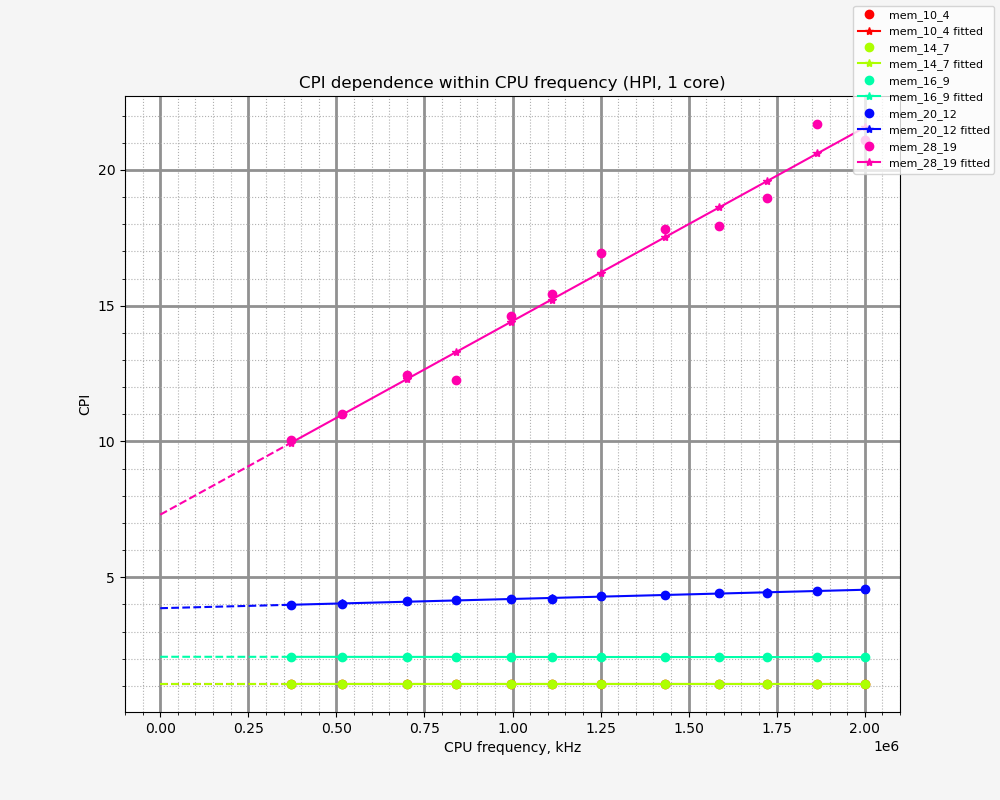 mem_10_4
mem_10_4 fitted
mem_14_7
mem_14_7 fitted
mem_16_9
mem_16_9 fitted
mem_20_12
mem_20_12 fitted
mem_28_19
mem_28_19 fitted
CPI dependence within CPU frequency (HPI, 1 core)
20
15
10
5
CPI
0.00 0.25 0.50 0.75 1.00 1.25 1.50 1.75 2.00
1e6
CPU frequency, kHz